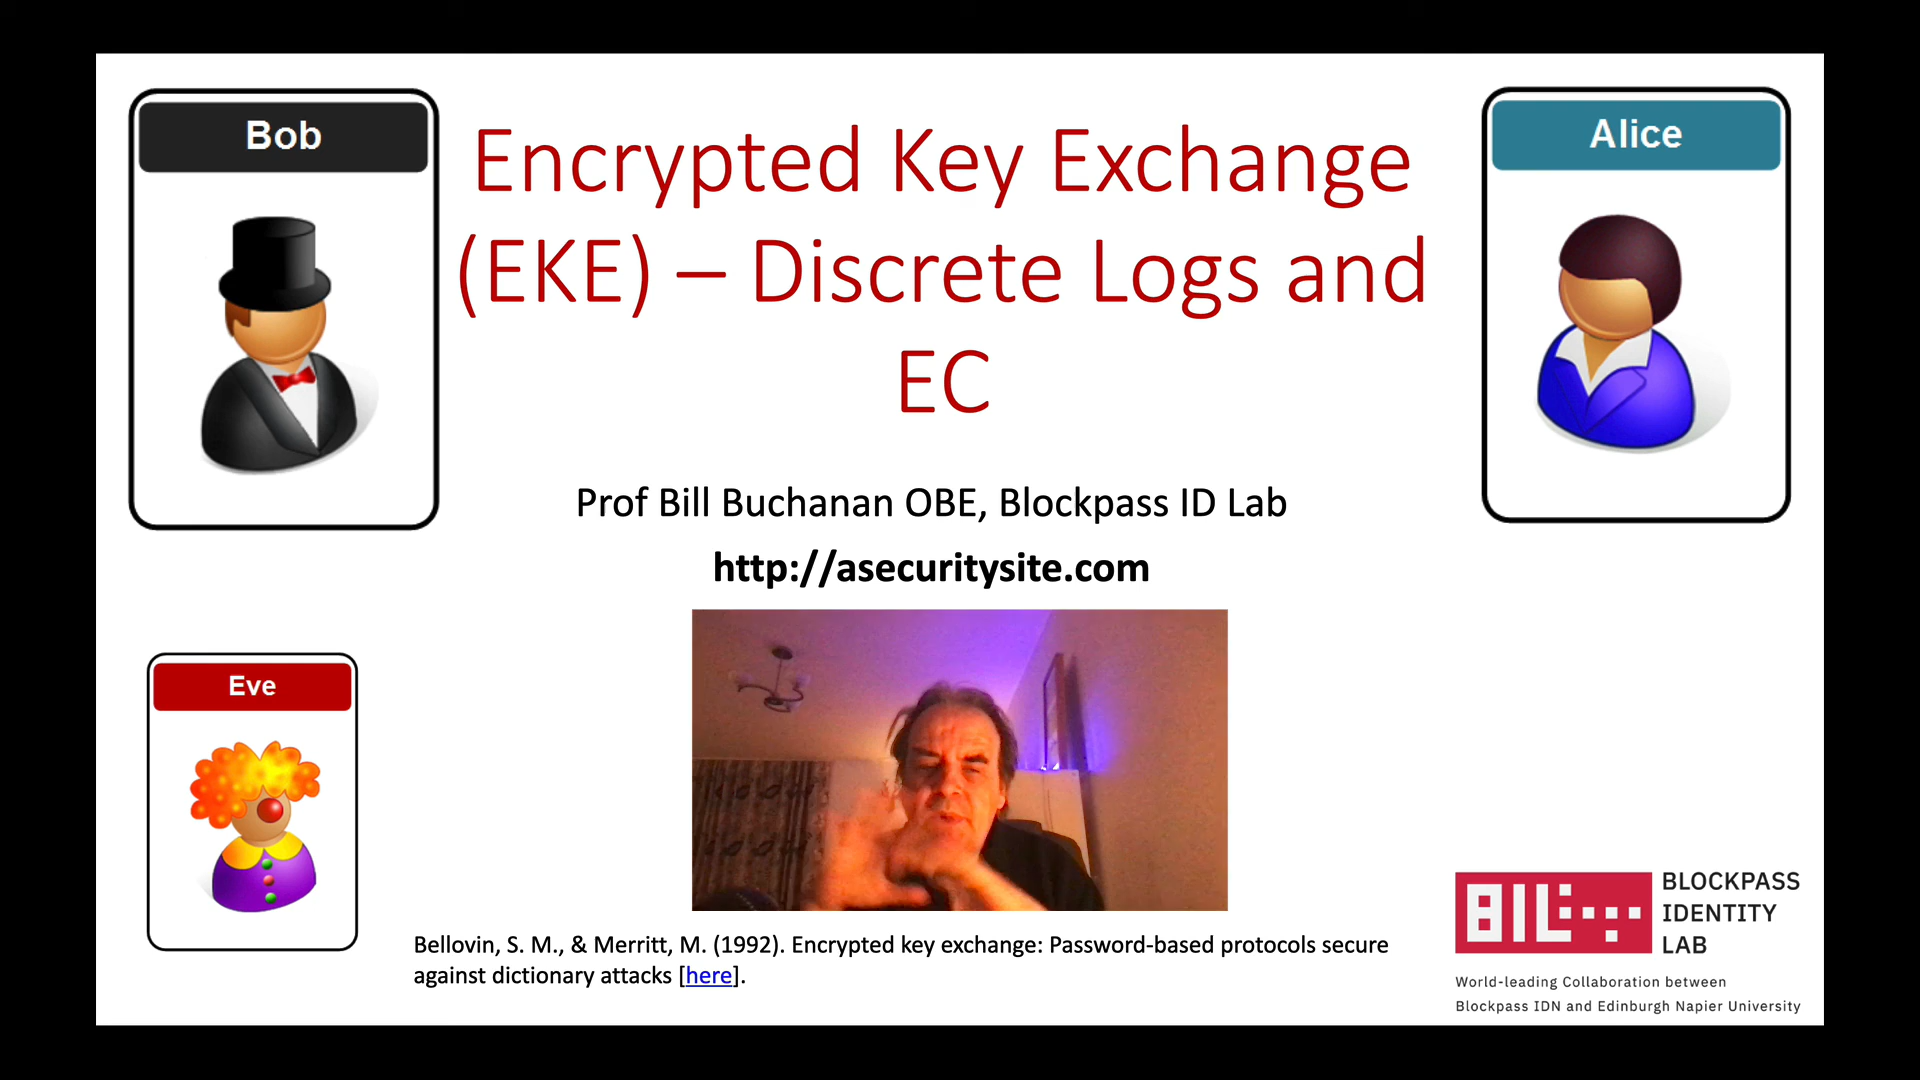 Bob
Encrypted Key Exchange
(EKE) – Discrete Logs and
EC
Alice
Prof Bill Buchanan OBE, Blockpass ID Lab
http://asecuritysite.com
Eve
Bellovin, S. M., & Merritt, M. (1992). Encrypted key exchange: Password-based protocols secure
against dictionary attacks [here].
BIL
BLOCKPASS
IDENTITY
LAB
World-leading Collaboration between
Blockpass IDN and Edinburgh Napier University